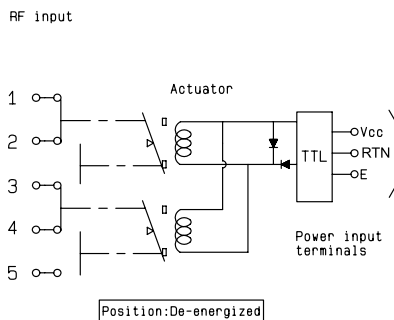 RF input
Actuator
1
2
3
4
5
TTL
Vcc
RTN
E
Power input
terminals
Position:De-energized